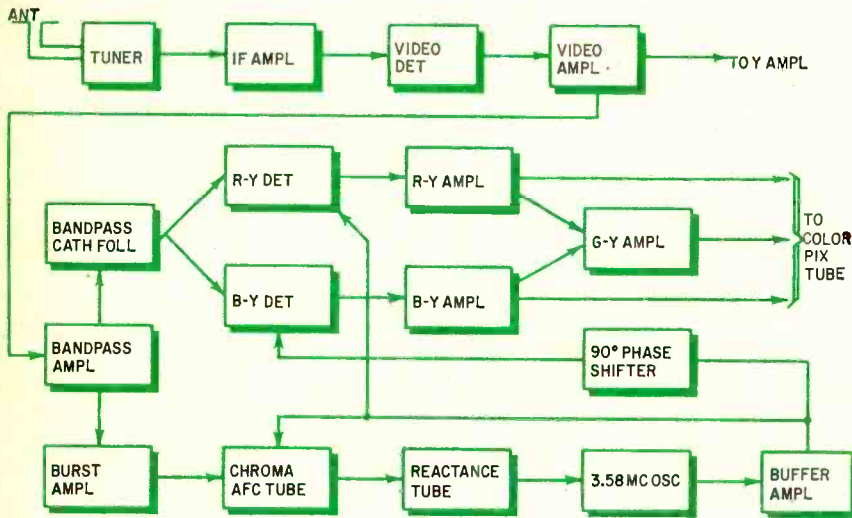 ANT
TUNER
IF AMPL
VIDEO
DET
VIDEO
AMPL
TO Y AMPL
R-Y DET
R-Y AMPL
BANDPASS
CATH FOLL
G-Y AMPL
TO
COLOR
PIX
TUBE
B-Y DET
B-Y AMPL
BANDPASS
AMPL
90° PHASE
SHIFTER
BURST
AMPL
CHROMA
AFC TUBE
REACTANCE
TUBE
3.58 MC OSC
BUFFER
AMPL